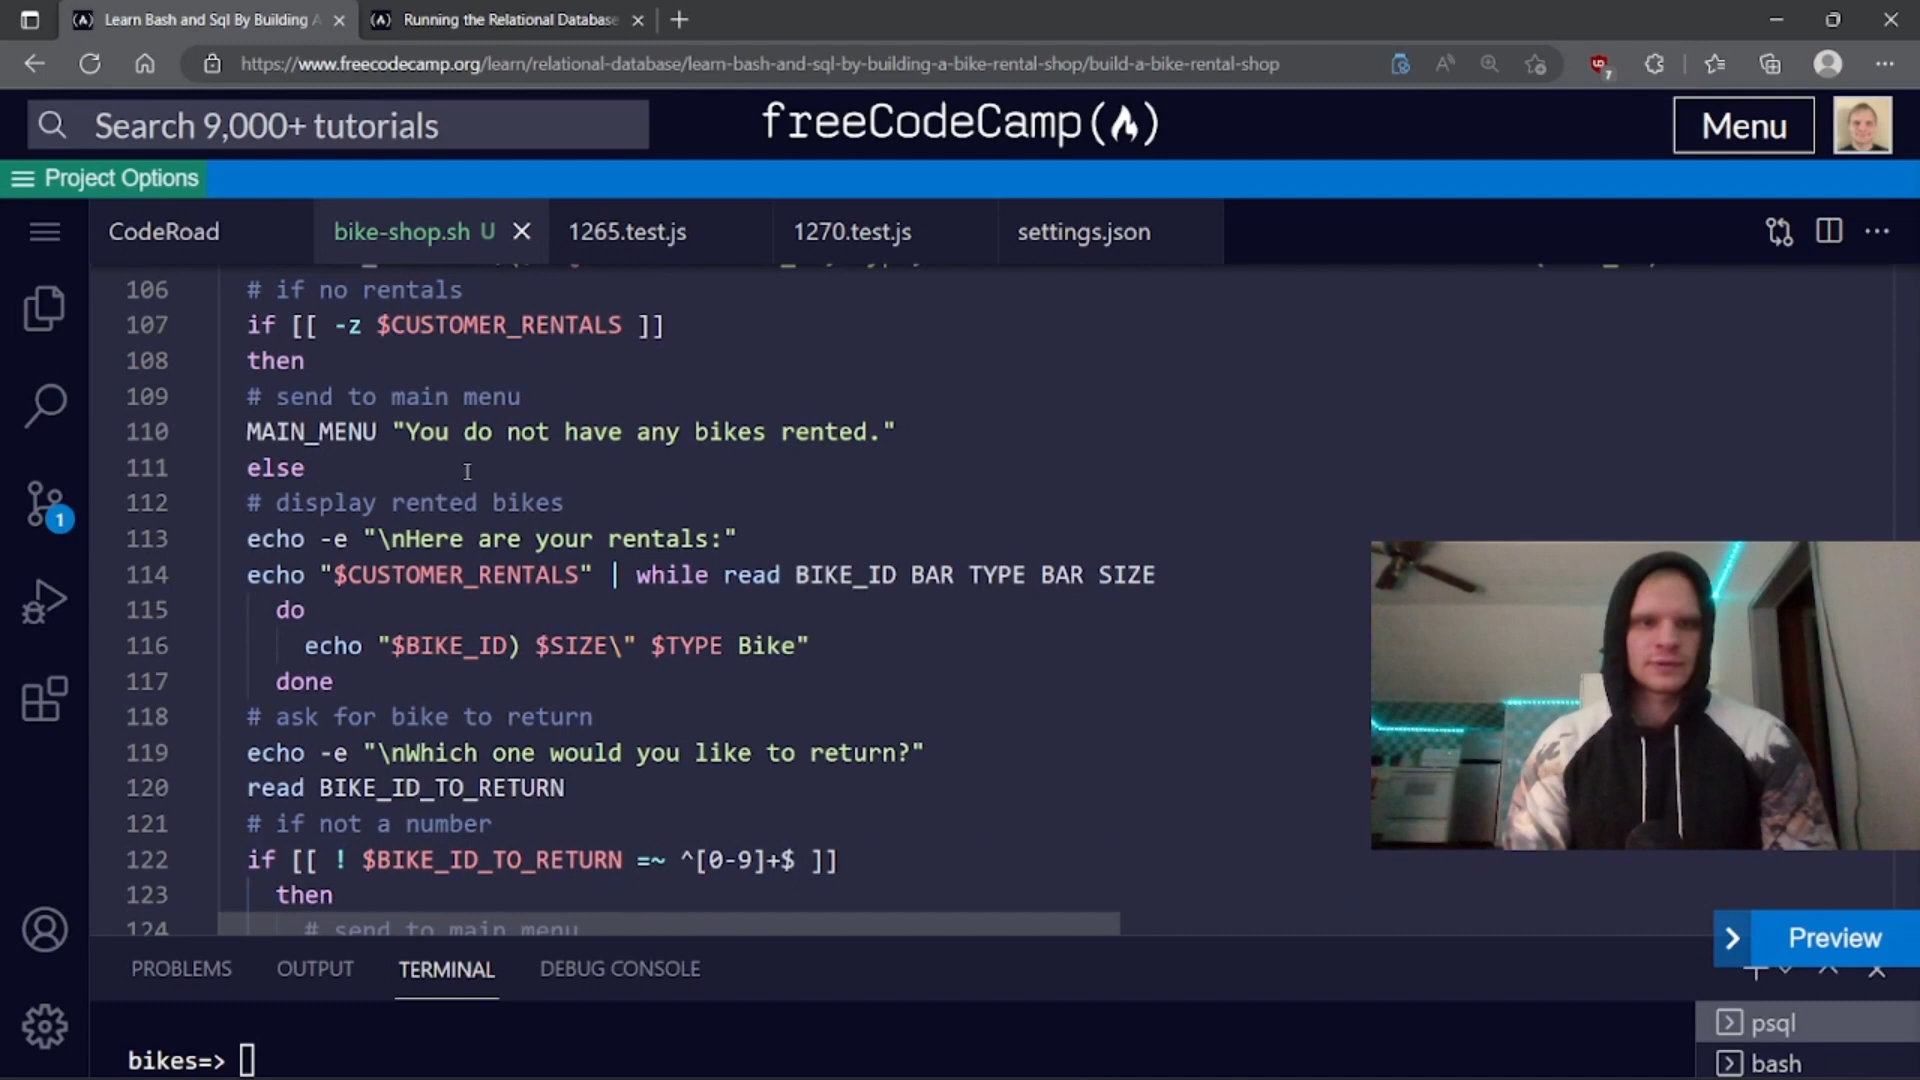 Learn Bash and Sql By Building A
Running the Relational Database
https://www.freecodecamp.org/learn/relational-database/learn-bash-and-sql-by-building-a-bike-rental-shop/build-a-bike-rental-shop
7
Search 9,000+ tutorials
freeCodeCamp
Menu
Project Options
CodeRoad
bike-shop.sh U
1265.test.js
1270.test.js
settings.json
106 # if no rentals
107 if [[ -z $CUSTOMER_RENTALS ]]
108 then
109 # send to main menu
110 MAIN_MENU "You do not have any bikes rented."
111 else
112 # display rented bikes
113 echo -e "\nHere are your rentals:"
114 echo "$CUSTOMER_RENTALS" | while read BIKE_ID BAR TYPE BAR SIZE
115 do
116 echo "$BIKE_ID) $SIZE\" $TYPE Bike"
117 done
118 # ask for bike to return
119 echo -e "\nWhich one would you like to return?"
120 read BIKE_ID_TO_RETURN
121 # if not a number
122 if [[ ! $BIKE_ID_TO_RETURN =~ ^[0-9]+$ ]]
123 then
124 # send to main menu
1
Preview
PROBLEMS
OUTPUT
TERMINAL
DEBUG CONSOLE
bikes=>
psql
bash